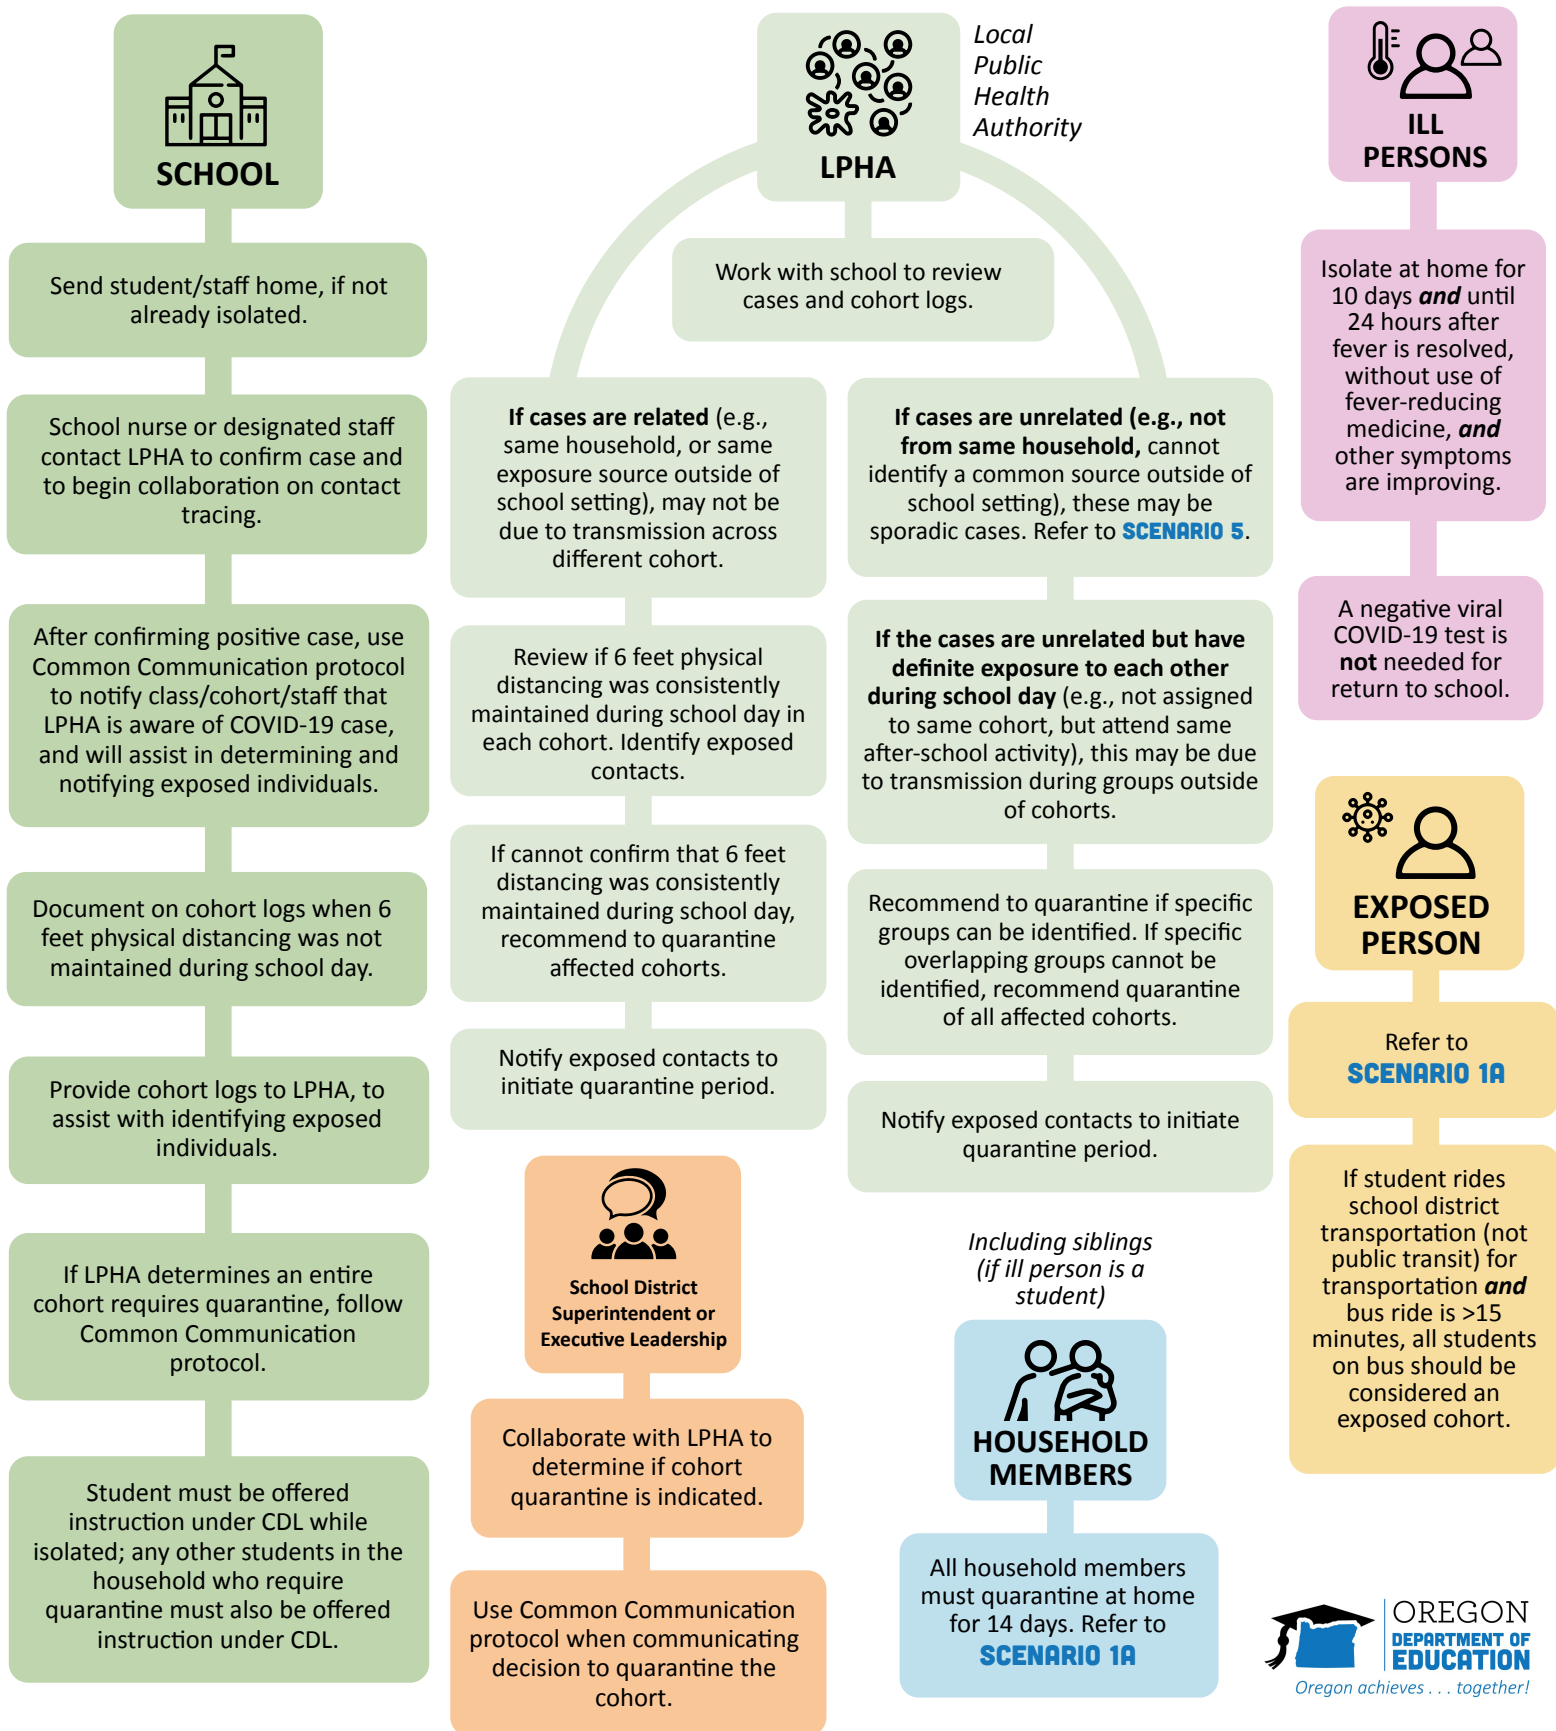 SCHOOL
Send student/staff home, if not
already isolated.
School nurse or designated staff
contact LPHA to confirm case and
to begin collaboration on contact
tracing.
After confirming positive case, use
Common Communication protocol
to notify class/cohort/staff that
LPHA is aware of COVID-19 case,
and will assist in determining and
notifying exposed individuals.
Document on cohort logs when 6
feet physical distancing was not
maintained during school day.
Provide cohort logs to LPHA, to
assist with identifying exposed
individuals.
If LPHA determines an entire
cohort requires quarantine, follow
Common Communication
protocol.
Student must be offered
instruction under CDL while
isolated; any other students in the
household who require
quarantine must also be offered
instruction under CDL.
LPHA
Local
Public
Health
Authority
Work with school to review
cases and cohort logs.
If cases are related (e.g.,
same household, or same
exposure source outside of
school setting), may not be
due to transmission across
different cohort.
Review if 6 feet physical
distancing was consistently
maintained during school day in
each cohort. Identify exposed
contacts.
If cannot confirm that 6 feet
distancing was consistently
maintained during school day,
recommend to quarantine
affected cohorts.
Notify exposed contacts to
initiate quarantine period.
If cases are unrelated (e.g., not
from same household, cannot
identify a common source outside of
school setting), these may be
sporadic cases. Refer to SCENARIO 5.
If the cases are unrelated but have
definite exposure to each other
during school day (e.g., not assigned
to same cohort, but attend same
after-school activity), this may be due
to transmission during groups outside
of cohorts.
Recommend to quarantine if specific
groups can be identified. If specific
overlapping groups cannot be
identified, recommend quarantine
of all affected cohorts.
Notify exposed contacts to initiate
quarantine period.
School District
Superintendent or
Executive Leadership
Collaborate with LPHA to
determine if cohort
quarantine is indicated.
Use Common Communication
protocol when communicating
decision to quarantine the
cohort.
Including siblings
(if ill person is a
student)
HOUSEHOLD
MEMBERS
All household members
must quarantine at home
for 14 days. Refer to
SCENARIO 1A
ILL
PERSONS
Isolate at home for
10 days and until
24 hours after
fever is resolved,
without use of
fever-reducing
medicine, and
other symptoms
are improving.
A negative viral
COVID-19 test is
not needed for
return to school.
EXPOSED
PERSON
Refer to
SCENARIO 1A
If student rides
school district
transportation (not
public transit) for
transportation and
bus ride is >15
minutes, all students
on bus should be
considered an
exposed cohort.
OREGON
DEPARTMENT OF
EDUCATION
Oregon achieves . . . together!